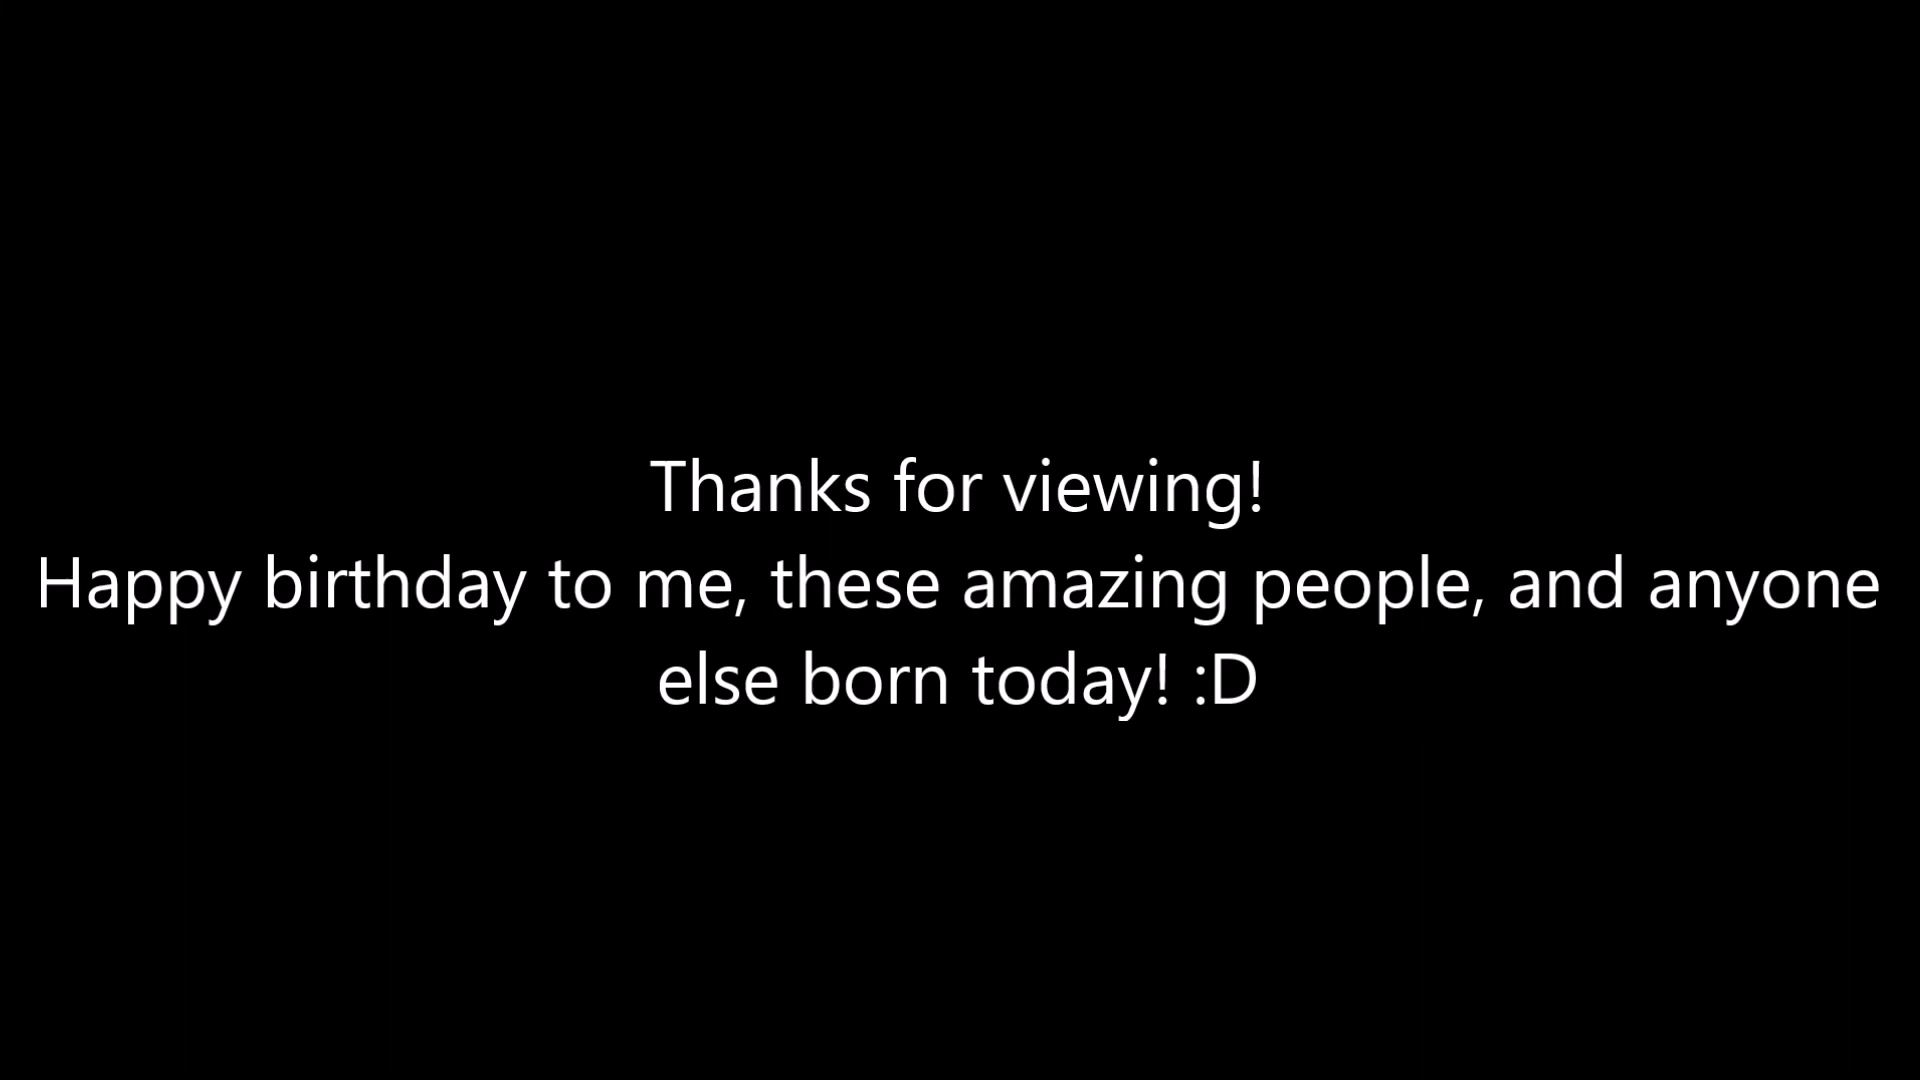 Thanks for viewing!
Happy birthday to me, these amazing people, and anyone
else born today! :D